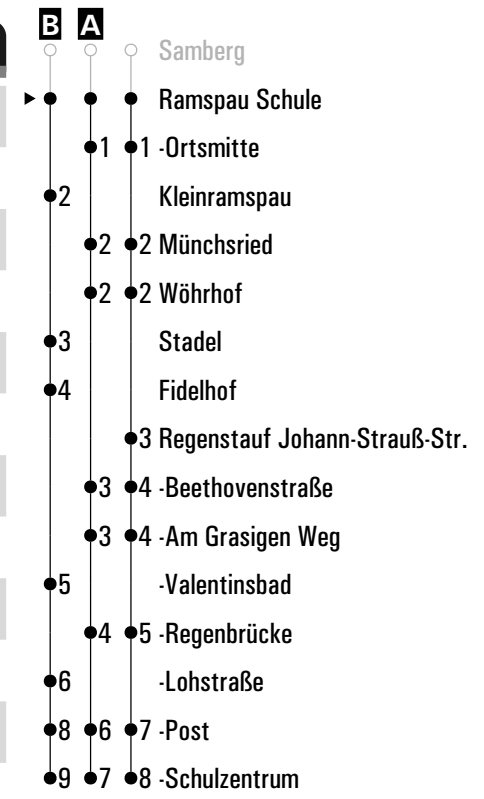 B A
Samberg
Ramspau Schule
1 1 -Ortsmitte
2 Kleinramspau
2 2 Münchsried
2 2 Wöhrhof
3 Stadel
4 Fidelhof
3 Regenstauf Johann-Strauß-Str.
3 4 -Beethovenstraße
3 4 -Am Grasigen Weg
5 -Valentinsbad
4 5 -Regenbrücke
6 -Lohstraße
8 6 7 -Post
9 7 8 -Schulzentrum